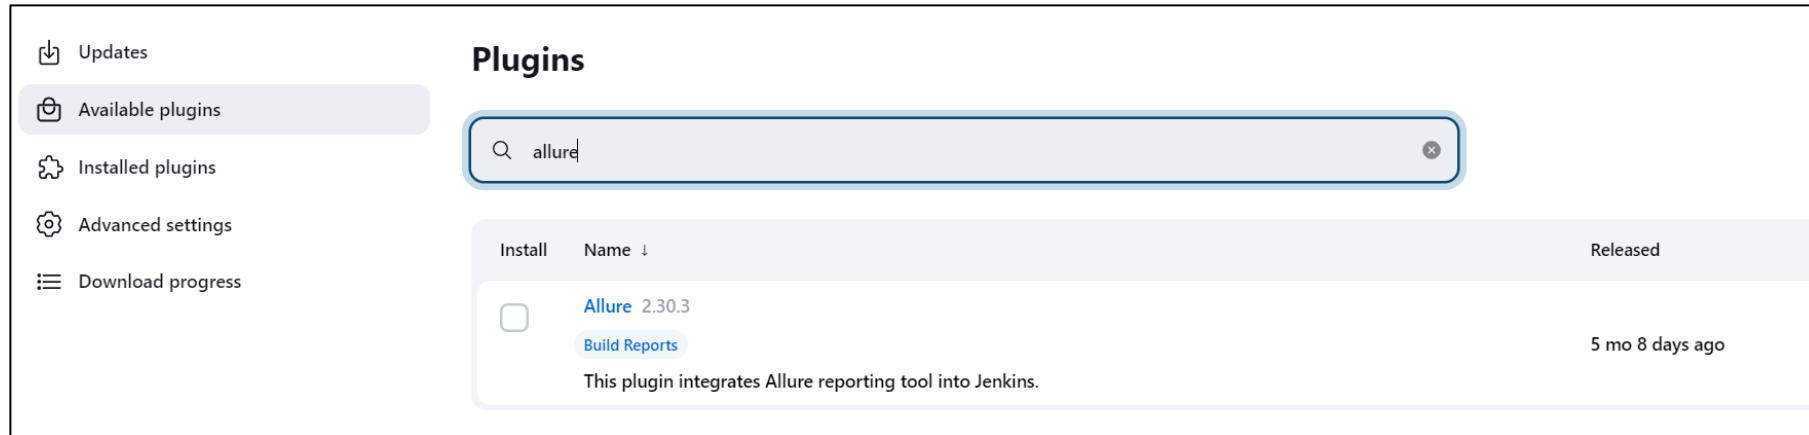 Updates
Available plugins
Installed plugins
Advanced settings
Download progress
Plugins
allure
Install Name ↓ Released
Allure 2.30.3
Build Reports
5 mo 8 days ago
This plugin integrates Allure reporting tool into Jenkins.